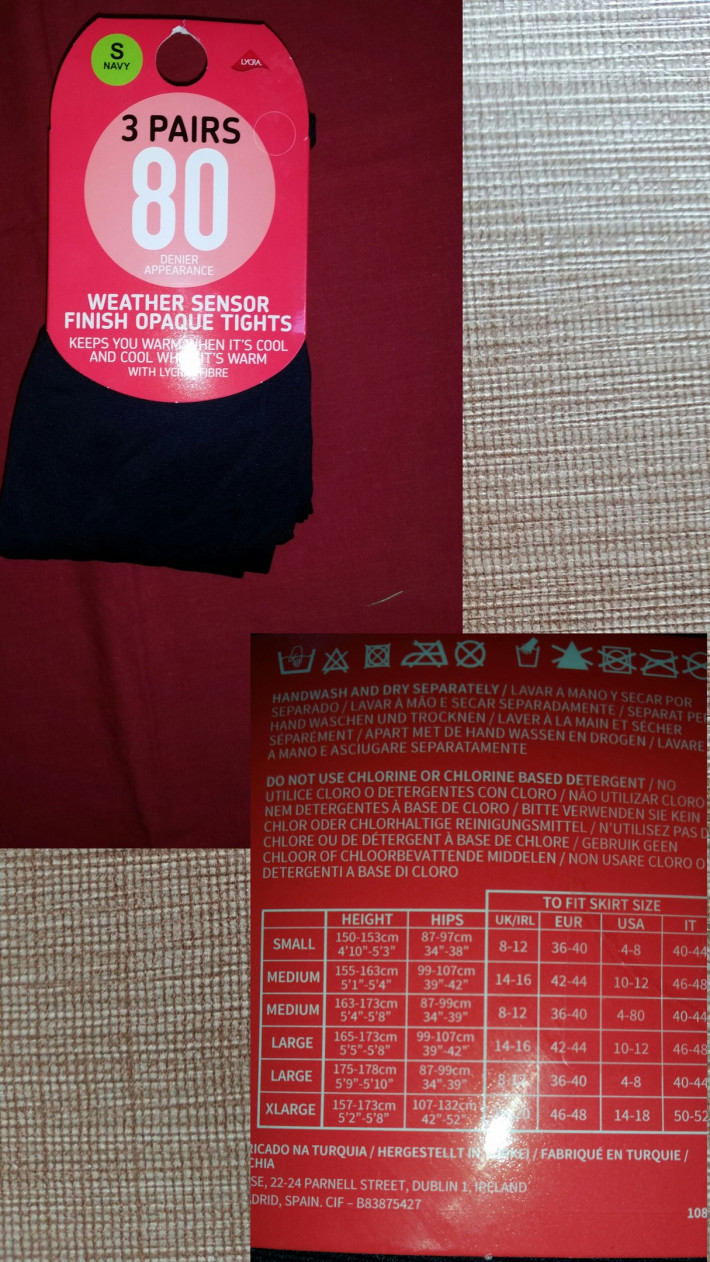 S
NAVY
LYCRA
3 PAIRS
80
DENIER
APPEARANCE
WEATHER SENSOR
FINISH OPAQUE TIGHTS
KEEPS YOU WARM WHEN IT'S COOL
AND COOL WHEN IT'S WARM
WITH LYCRA FIBRE
HANDWASH AND DRY SEPARATELY / LAVAR A MANO Y SECAR POR
SEPARADO / LAVAR À MÃO E SECAR SEPARADAMENTE / SEPARAT PE
HAND WASCHEN UND TROCKNEN / LAVER À LA MAIN ET SÉCHER
SÉPARÉMENT / APART MET DE HAND WASSEN EN DROGEN / LAVARE
A MANO E ASCIUGARE SEPARATAMENTE
DO NOT USE CHLORINE OR CHLORINE BASED DETERGENT / NO
UTILICE CLORO O DETERGENTES CON CLORO / NÃO UTILIZAR CLORO
NEM DETERGENTES À BASE DE CLORO / BITTE VERWENDEN SIE KEIN
CHLOR ODER CHLORHALTIGE REINIGUNGSMITTEL / N'UTILISEZ PAS D
CHLORE OU DE DÉTERGENT À BASE DE CHLORE / GEBRUIK GEEN
CHLOOR OF CHLOORBEVATTENDE MIDDELEN / NON USARE CLORO O
DETERGENTI A BASE DI CLORO
TO FIT SKIRT SIZE
HEIGHT HIPS UK/IRL EUR USA IT
SMALL 150-153cm 4'10"-5'3" 87-97cm 34"-38" 8-12 36-40 4-8 40-44
MEDIUM 155-163cm 5'1"-5'4" 99-107cm 39"-42" 14-16 42-44 10-12 46-48
MEDIUM 163-173cm 5'4"-5'8" 87-99cm 34"-39" 8-12 36-40 4-80 40-44
LARGE 165-173cm 5'5"-5'8" 99-107cm 39"-42" 14-16 42-44 10-12 46-48
LARGE 175-178cm 5'9"-5'10" 87-99cm 34"-39" 36-40 4-8 40-44
XLARGE 157-173cm 5'2"-5'8" 107-132cm 42"-52" 46-48 14-18 50-52
RICADO NA TURQUIA / HERGESTELLT IN / FABRIQUÉ EN TURQUIE /
CHIA
SE, 22-24 PARNELL STREET, DUBLIN 1, IRELAND
DRID, SPAIN. CIF – B83875427
108